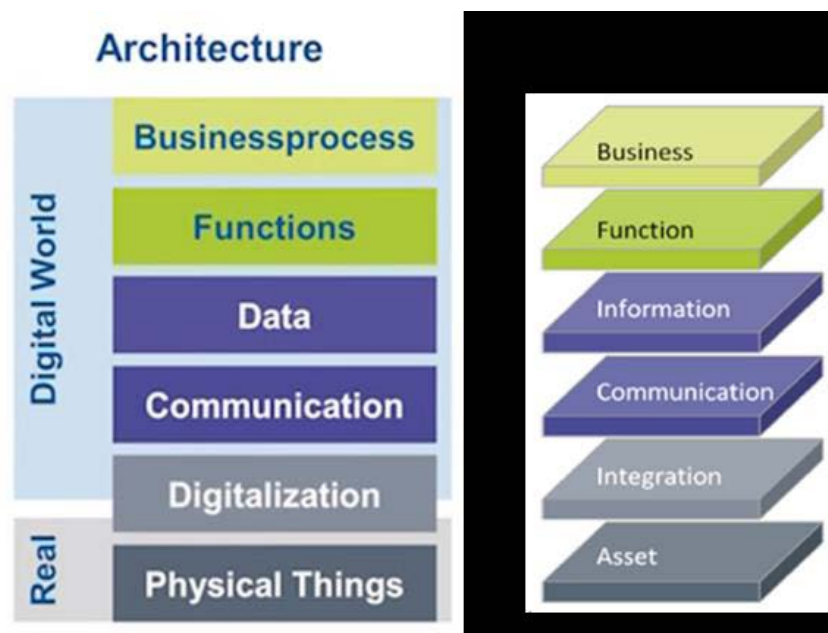 Architecture
Digital World
Businessprocess
Functions
Data
Communication
Digitalization
Real
Physical Things
Business
Function
Information
Communication
Integration
Asset